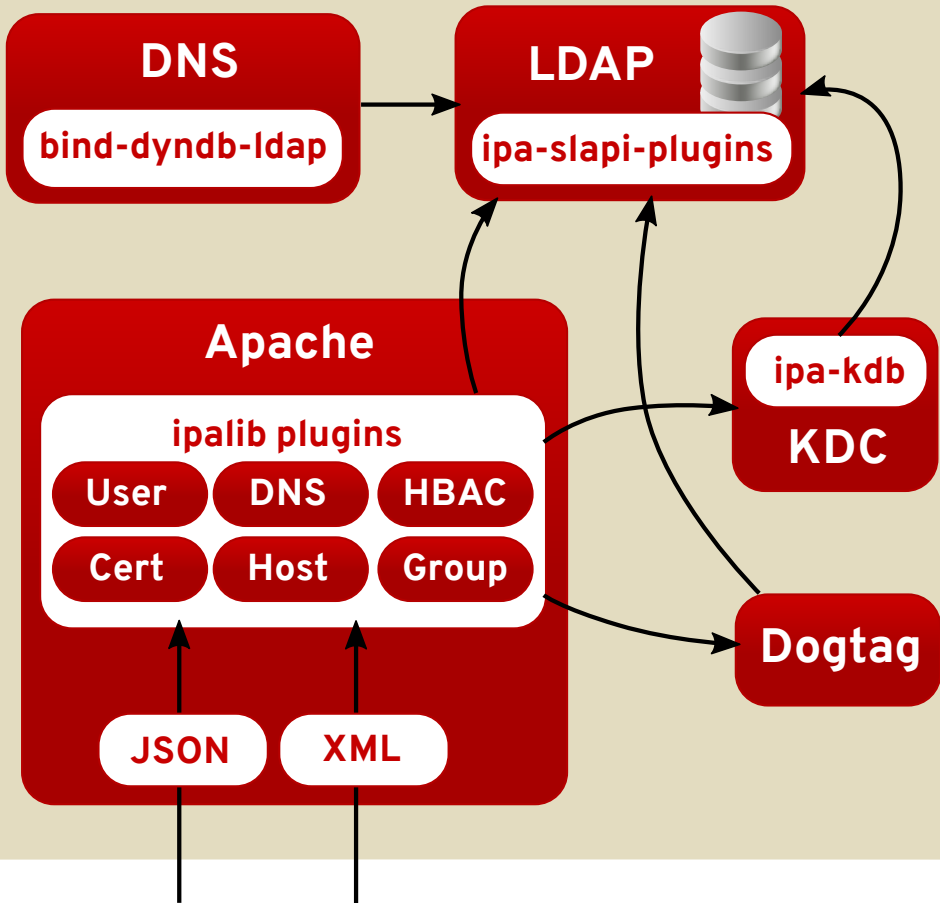 DNS
bind-dyndb-ldap
LDAP
ipa-slapi-plugins
Apache
ipalib plugins
User
DNS
HBAC
Cert
Host
Group
JSON
XML
ipa-kdb
KDC
Dogtag